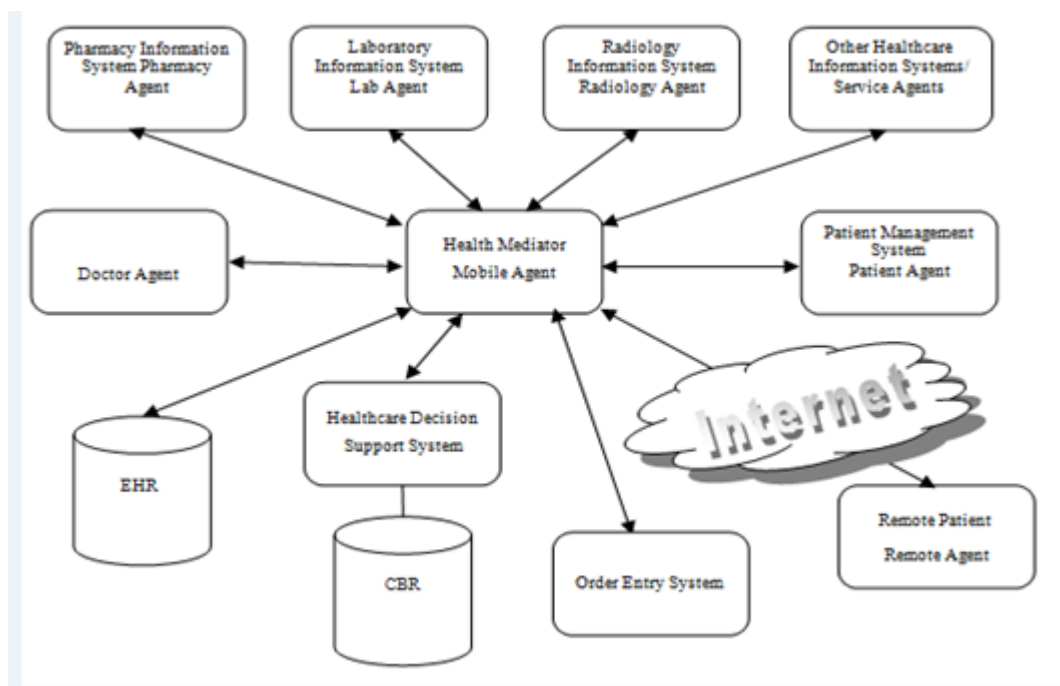 Pharmacy Information
System Pharmacy
Agent
Laboratory
Information System
Lab Agent
Radiology
Information System
Radiology Agent
Other Healthcare
Information Systems/
Service Agents
Doctor Agent
Health Mediator
Mobile Agent
Patient Management
System
Patient Agent
EHR
Healthcare Decision
Support System
CBR
Order Entry System
Internet
Remote Patient
Remote Agent